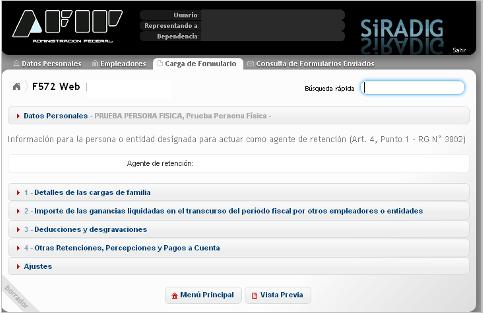 AFIP
ADMINISTRACION FEDERAL
Usuario
Representando a
Dependencia
SiRADIG
Salir
Datos Personales
Empleadores
Carga de Formulario
Consulta de Formularios Enviados
F572 Web |
Búsqueda rápida
Datos Personales - PRUEBA PERSONA FISICA, Prueba Persona Física -
Información para la persona o entidad designada para actuar como agente de retención (Art. 4, Punto 1 - RG N° 3802)
Agente de retención:
1 - Detalles de las cargas de familia
2 - Importe de las ganancias liquidadas en el transcurso del período fiscal por otros empleadores o entidades
3 - Deducciones y desgravaciones
4 - Otras Retenciones, Percepciones y Pagos a Cuenta
Ajustes
Menú Principal
Vista Previa
borrador